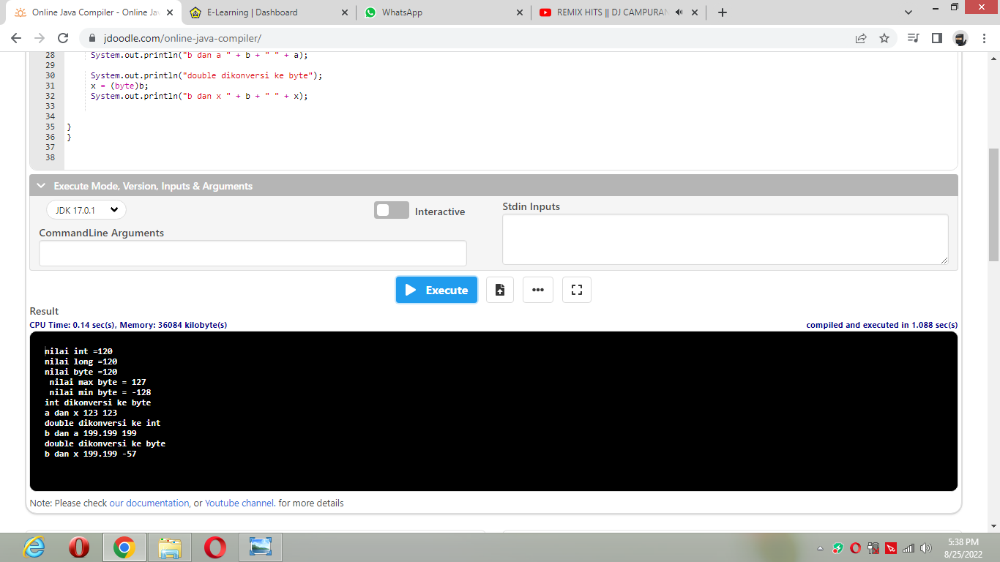 Online Java Compiler - Online Ja
E-Learning | Dashboard
WhatsApp
REMIX HITS || DJ CAMPURAN
jdoodle.com/online-java-compiler/
28 System.out.println("b dan a " + b + " " + a);
29
30 System.out.println("double dikonversi ke byte");
31 x = (byte)b;
32 System.out.println("b dan x " + b + " " + x);
33
34
35 }
36 }
37
38
Execute Mode, Version, Inputs & Arguments
JDK 17.0.1
Interactive
Stdin Inputs
CommandLine Arguments
Execute
Result
CPU Time: 0.14 sec(s), Memory: 36084 kilobyte(s)
compiled and executed in 1.088 sec(s)
nilai int =120
nilai long =120
nilai byte =120
nilai max byte = 127
nilai min byte = -128
int dikonversi ke byte
a dan x 123 123
double dikonversi ke int
b dan a 199.199 199
double dikonversi ke byte
b dan x 199.199 -57
Note: Please check our documentation, or Youtube channel. for more details
5:38 PM
8/25/2022